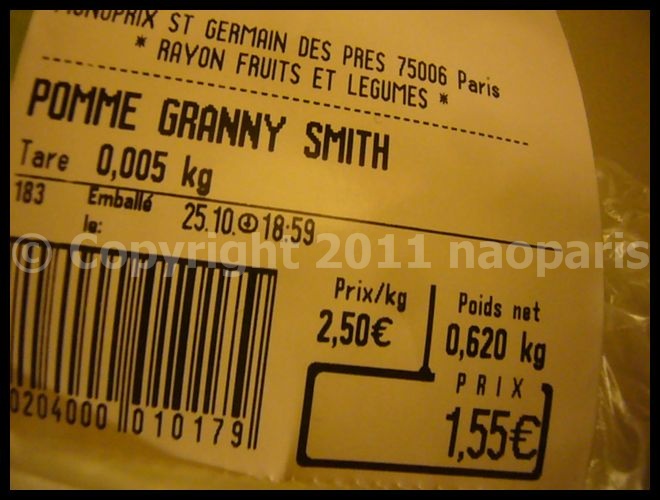 MONOPRIX ST GERMAIN DES PRES 75006 Paris
* RAYON FRUITS ET LEGUMES *
POMME GRANNY SMITH
Tare 0,005 kg
183 Emballé le: 25.10. 18:59
© Copyright 2011 naoparis
Prix/kg Poids net
2,50€ 0,620 kg
PRIX
1,55€
0204000 010179